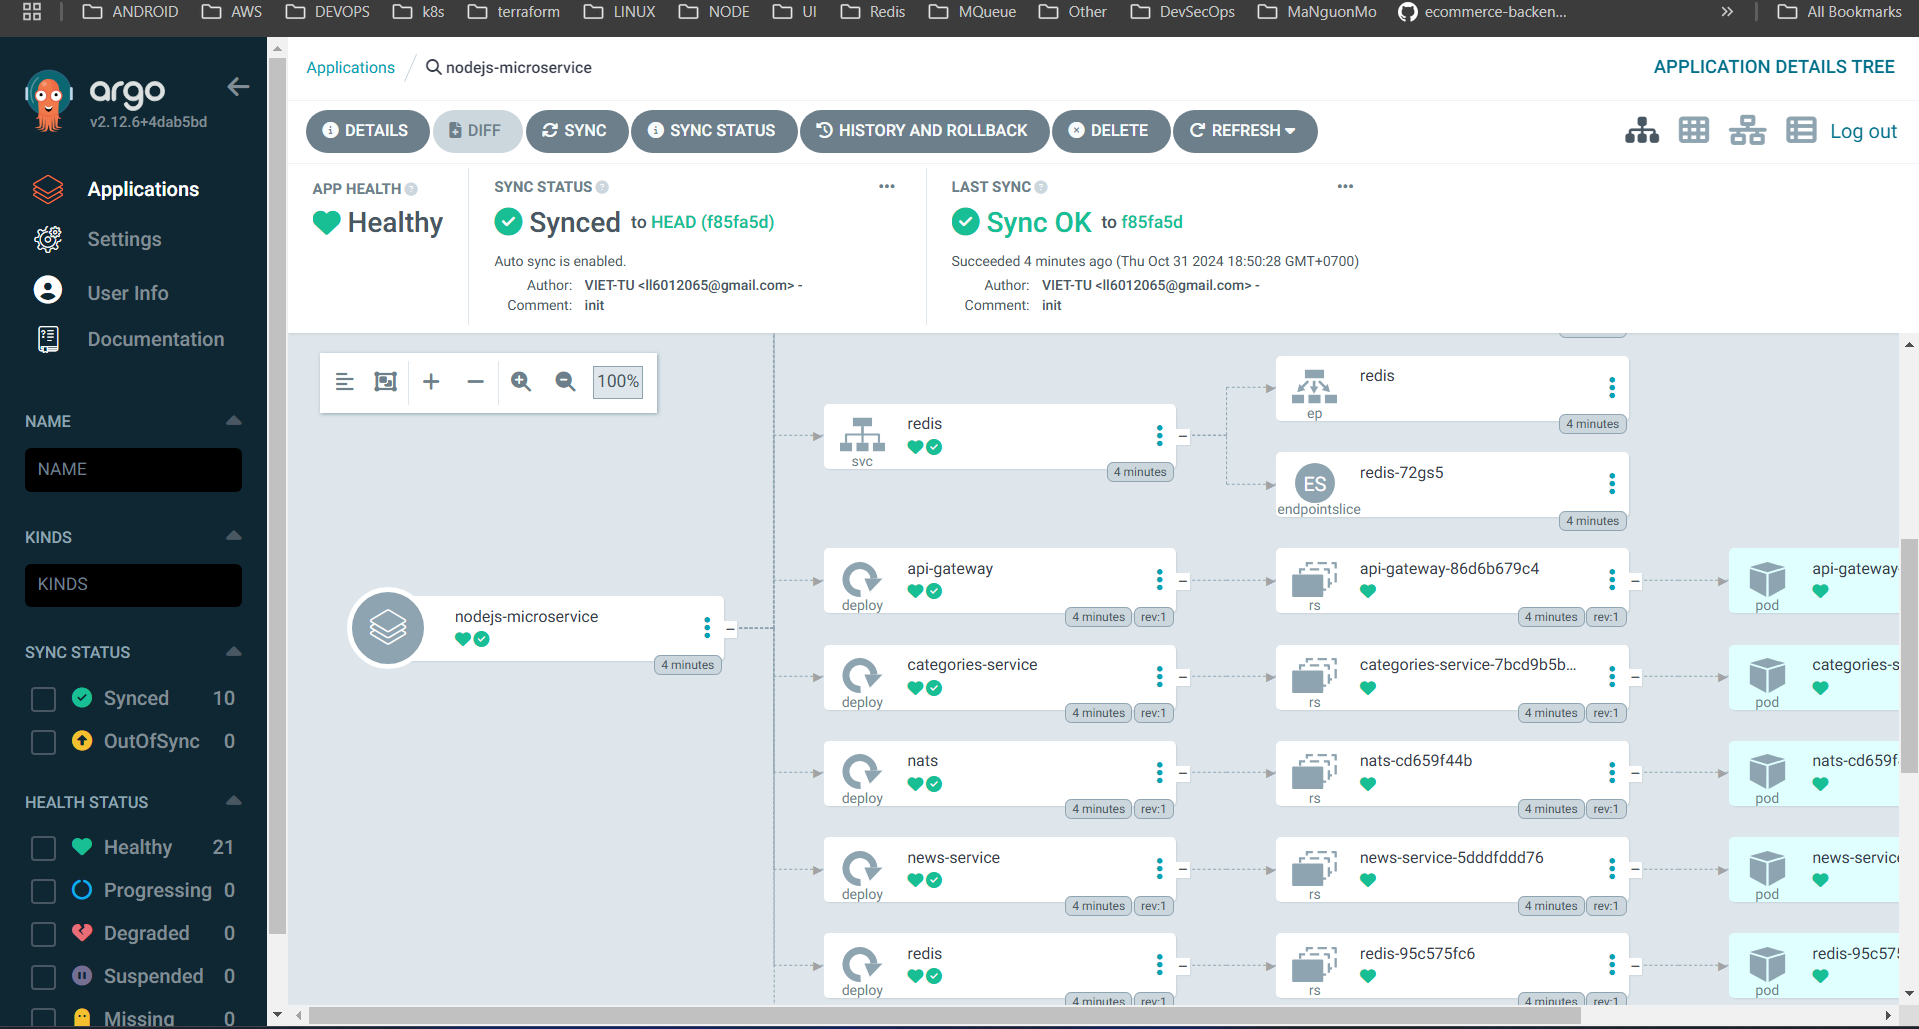 ANDROID AWS DEVOPS k8s terraform LINUX NODE UI Redis MQueue Other DevSecOps MaNguonMo ecommerce-backen... All Bookmarks
argo
v2.12.6+4dab5bd
Applications
Settings
User Info
Documentation
NAME
NAME
KINDS
KINDS
SYNC STATUS
Synced 10
OutOfSync 0
HEALTH STATUS
Healthy 21
Progressing 0
Degraded 0
Suspended 0
Missing 0
Applications / nodejs-microservice
APPLICATION DETAILS TREE
DETAILS DIFF SYNC SYNC STATUS HISTORY AND ROLLBACK DELETE REFRESH
Log out
APP HEALTH
Healthy
SYNC STATUS
Synced to HEAD (f85fa5d)
Auto sync is enabled.
Author: VIET-TU <ll6012065@gmail.com> -
Comment: init
LAST SYNC
Sync OK to f85fa5d
Succeeded 4 minutes ago (Thu Oct 31 2024 18:50:28 GMT+0700)
Author: VIET-TU <ll6012065@gmail.com> -
Comment: init
100%
nodejs-microservice
4 minutes
redis
svc
4 minutes
redis
ep
4 minutes
redis-72gs5
ES
endpointslice
4 minutes
api-gateway
deploy
4 minutes rev:1
api-gateway-86d6b679c4
rs
4 minutes rev:1
api-gateway-
pod
categories-service
deploy
4 minutes rev:1
categories-service-7bcd9b5b...
rs
4 minutes rev:1
categories-s
pod
nats
deploy
4 minutes rev:1
nats-cd659f44b
rs
4 minutes rev:1
nats-cd659f
pod
news-service
deploy
4 minutes rev:1
news-service-5dddfddd76
rs
4 minutes rev:1
news-service
pod
redis
deploy
4 minutes rev:1
redis-95c575fc6
rs
4 minutes rev:1
redis-95c575
pod